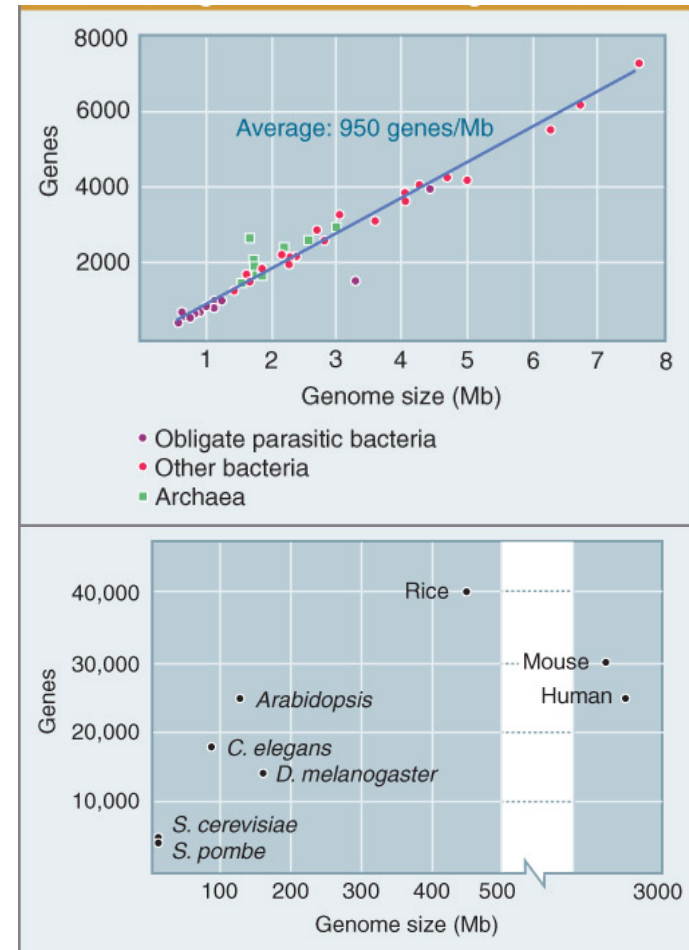 8000
6000
4000
2000
Genes
Average: 950 genes/Mb
1 2 3 4 5 6 7 8
Genome size (Mb)
Obligate parasitic bacteria
Other bacteria
Archaea
40,000
30,000
20,000
10,000
Genes
Rice
Mouse
Human
Arabidopsis
C. elegans
D. melanogaster
S. cerevisiae
S. pombe
100 200 300 400 500 3000
Genome size (Mb)